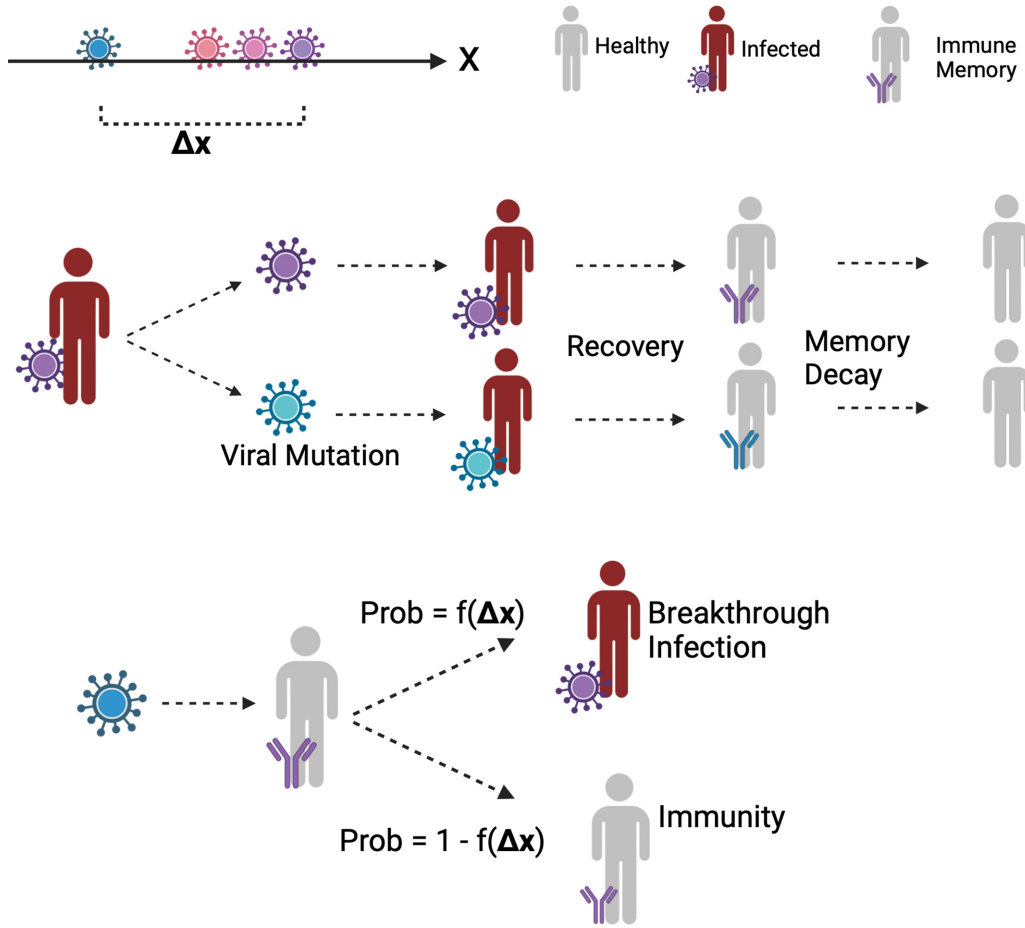 X
Healthy
Infected
Immune
Memory
Δx
Recovery
Memory
Decay
Viral Mutation
Prob = f(Δx)
Breakthrough
Infection
Prob = 1 - f(Δx)
Immunity